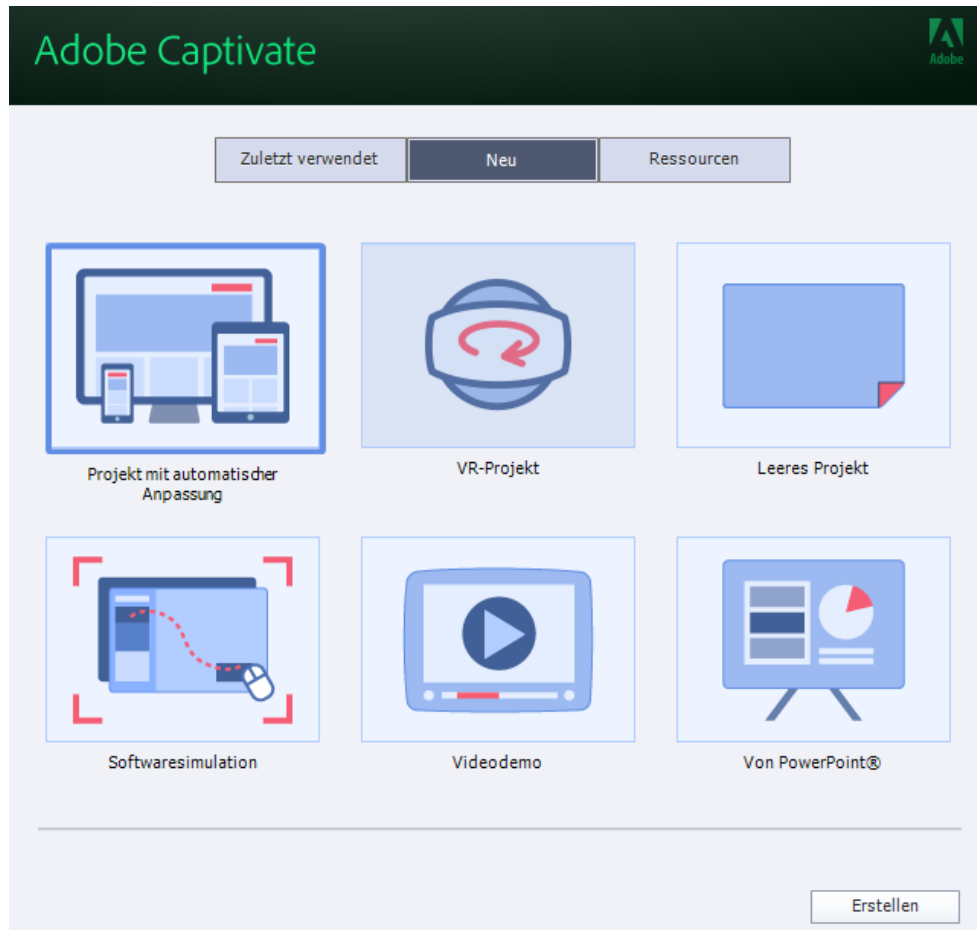 Adobe Captivate
Adobe
Zuletzt verwendet
Neu
Ressourcen
Projekt mit automatischer
Anpassung
VR-Projekt
Leeres Projekt
Softwaresimulation
Videodemo
Von PowerPoint®
Erstellen